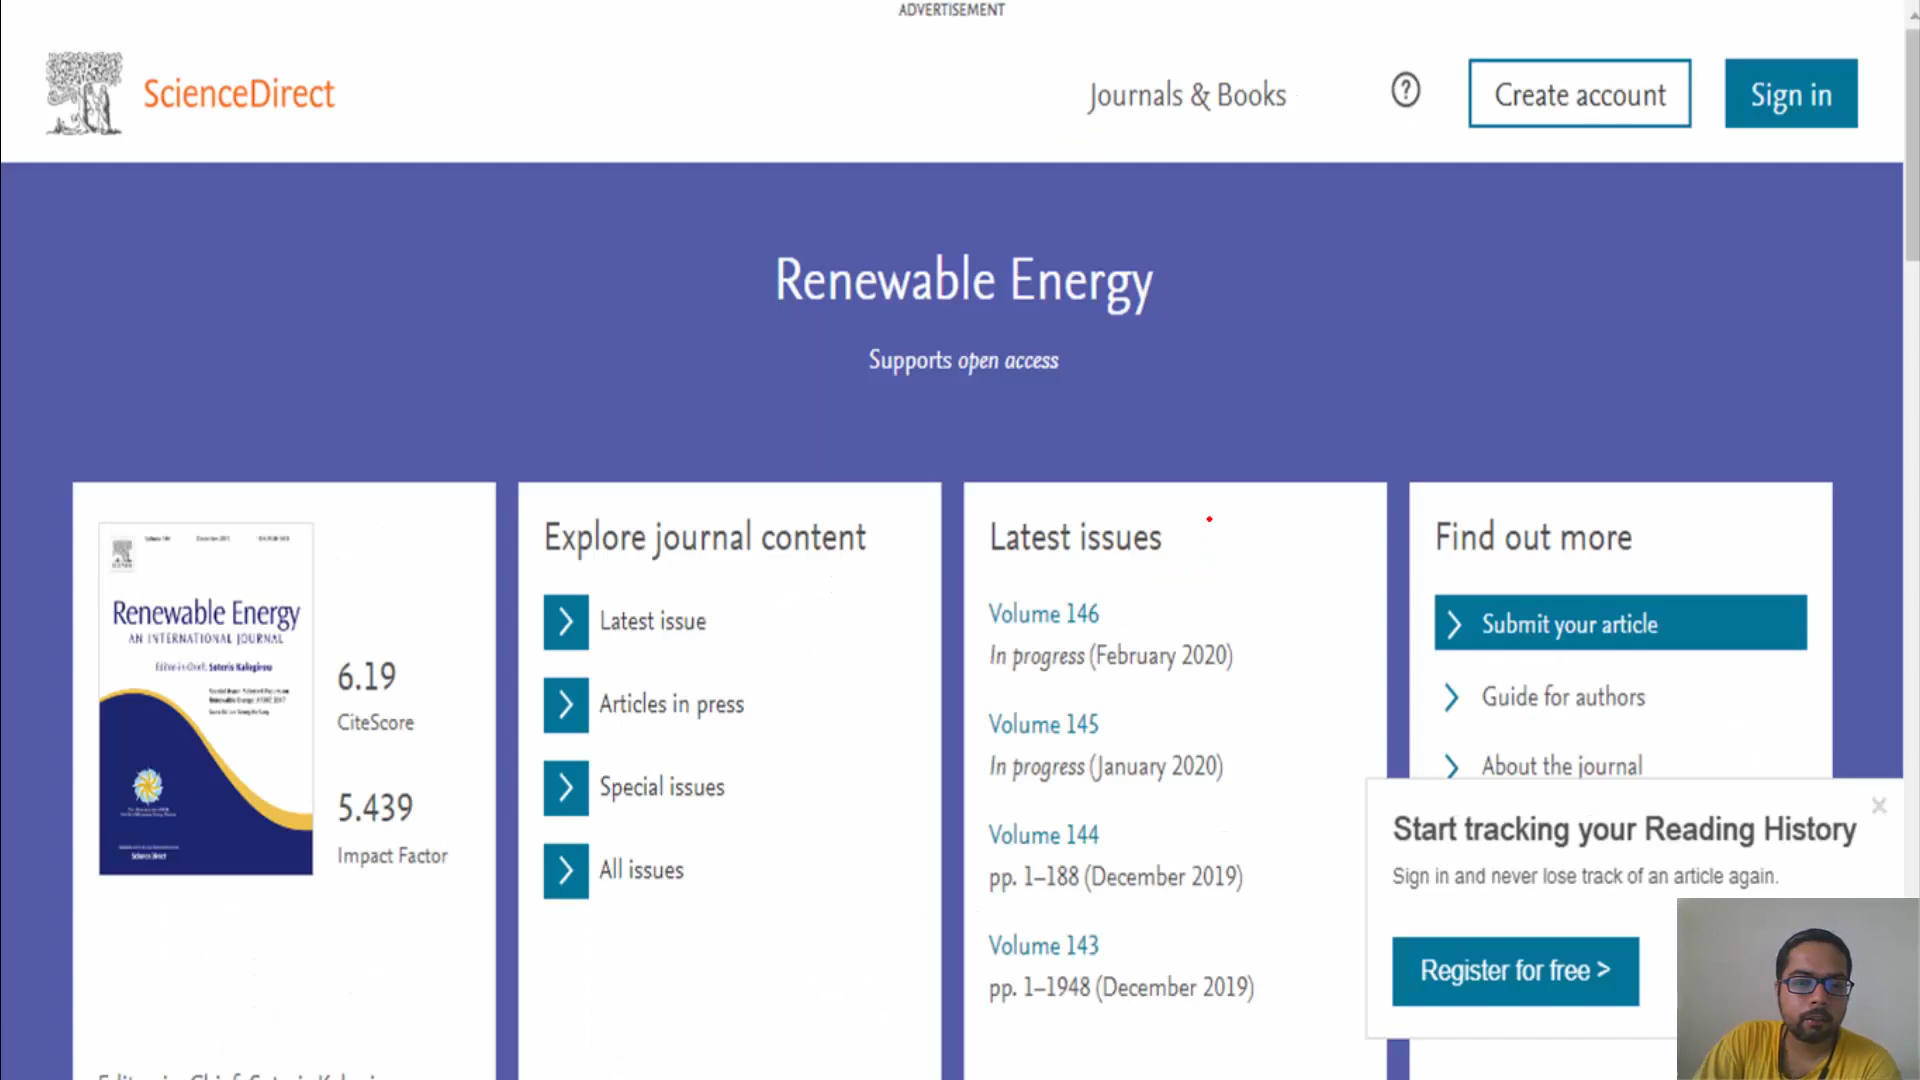 ADVERTISEMENT
ScienceDirect
Journals & Books
?
Create account
Sign in
Renewable Energy
Supports open access
Renewable Energy
AN INTERNATIONAL JOURNAL
Editor-in-Chief: Soteris Kalogirou
6.19
CiteScore
5.439
Impact Factor
Explore journal content
Latest issue
Articles in press
Special issues
All issues
Latest issues
Volume 146
In progress (February 2020)
Volume 145
In progress (January 2020)
Volume 144
pp. 1–188 (December 2019)
Volume 143
pp. 1–1948 (December 2019)
Find out more
Submit your article
Guide for authors
About the journal
Start tracking your Reading History
Sign in and never lose track of an article again.
Register for free >